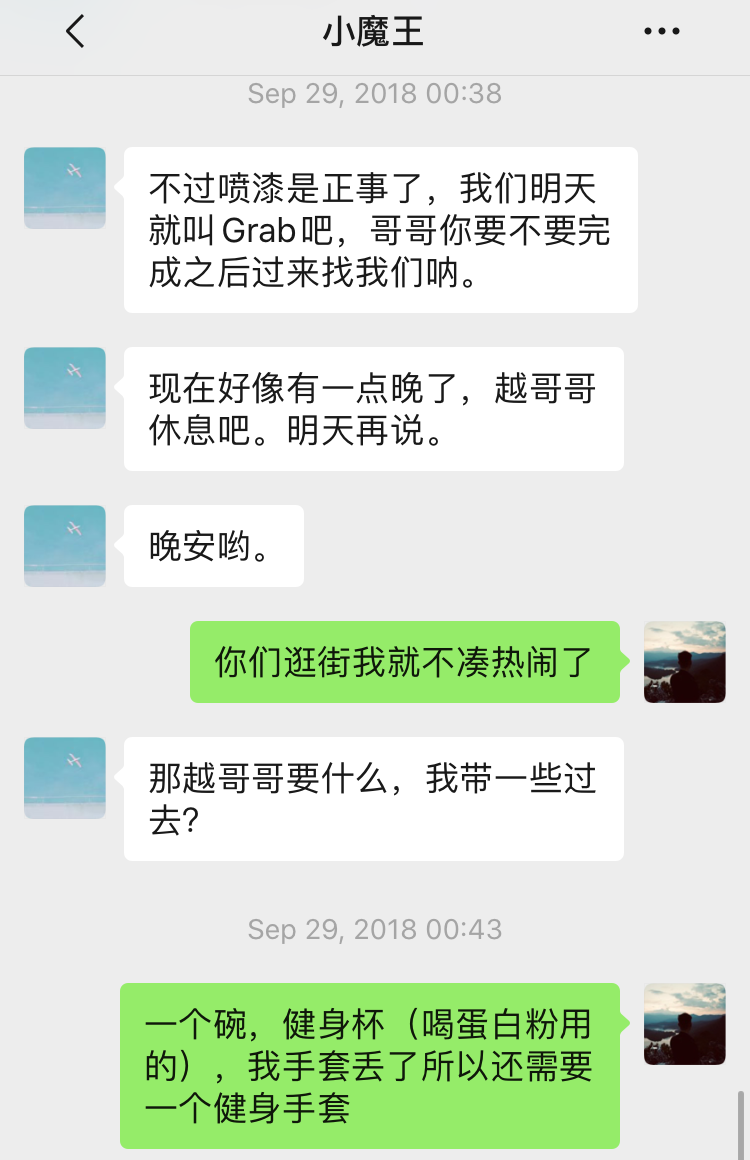 小魔王
Sep 29, 2018 00:38
不过喷漆是正事了，我们明天
就叫Grab吧，哥哥你要不要完
成之后过来找我们呐。
现在好像有一点晚了，越哥哥
休息吧。明天再说。
晚安哟。
你们逛街我就不凑热闹了
那越哥哥要什么，我带一些过
去？
Sep 29, 2018 00:43
一个碗，健身杯（喝蛋白粉用
的），我手套丢了所以还需要
一个健身手套